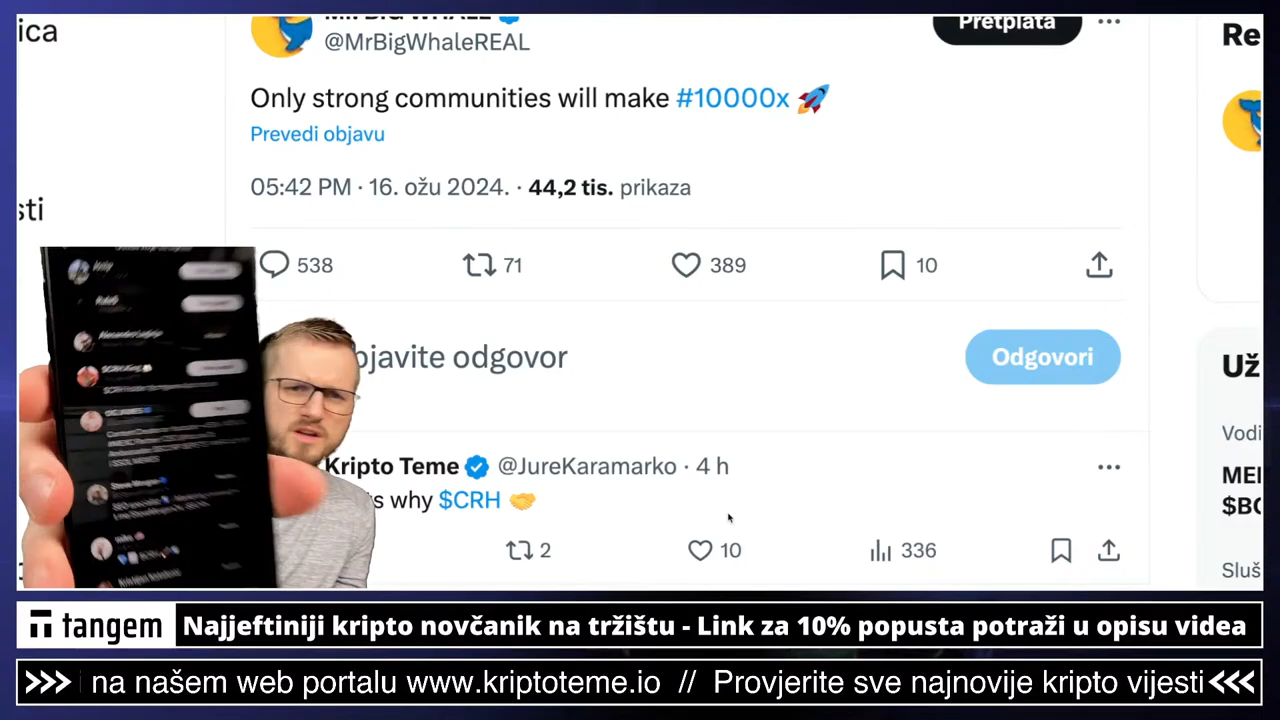 ica
@MrBigWhaleREAL
Pretplata
Re
Only strong communities will make #10000x
Prevedi objavu
05:42 PM · 16. ožu 2024. · 44,2 tis. prikaza
sti
538
71
389
10
bjavite odgovor
Odgovori
Už
Vodi
Kripto Teme @JureKaramarko · 4 h
s why $CRH
MEI
$BC
2
10
336
Sluš
tangem
Najjeftiniji kripto novčanik na tržištu - Link za 10% popusta potraži u opisu videa
na našem web portalu www.kriptoteme.io // Provjerite sve najnovije kripto vijesti